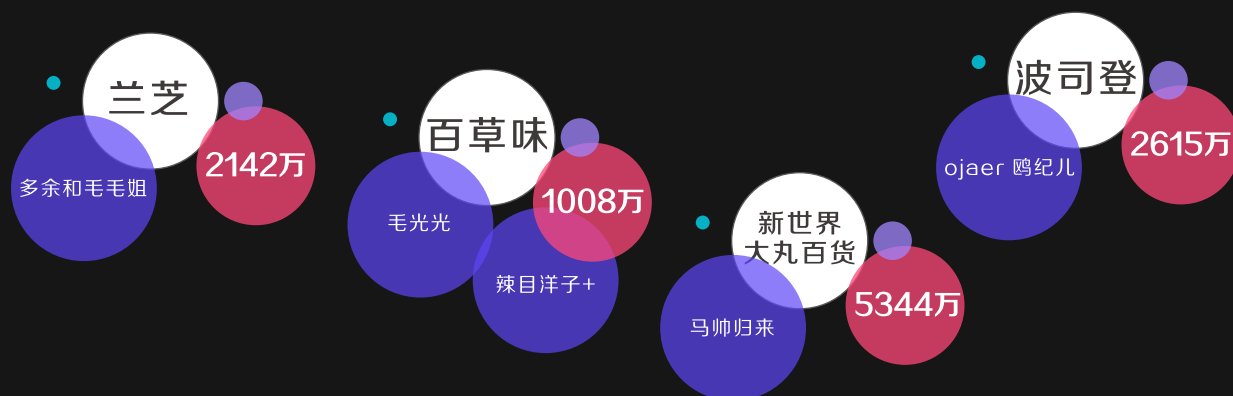 兰芝
2142万
多余和毛毛姐
百草味
1008万
毛光光
辣目洋子+
新世界
大丸百货
5344万
马帅归来
波司登
2615万
ojaer 鸥纪儿